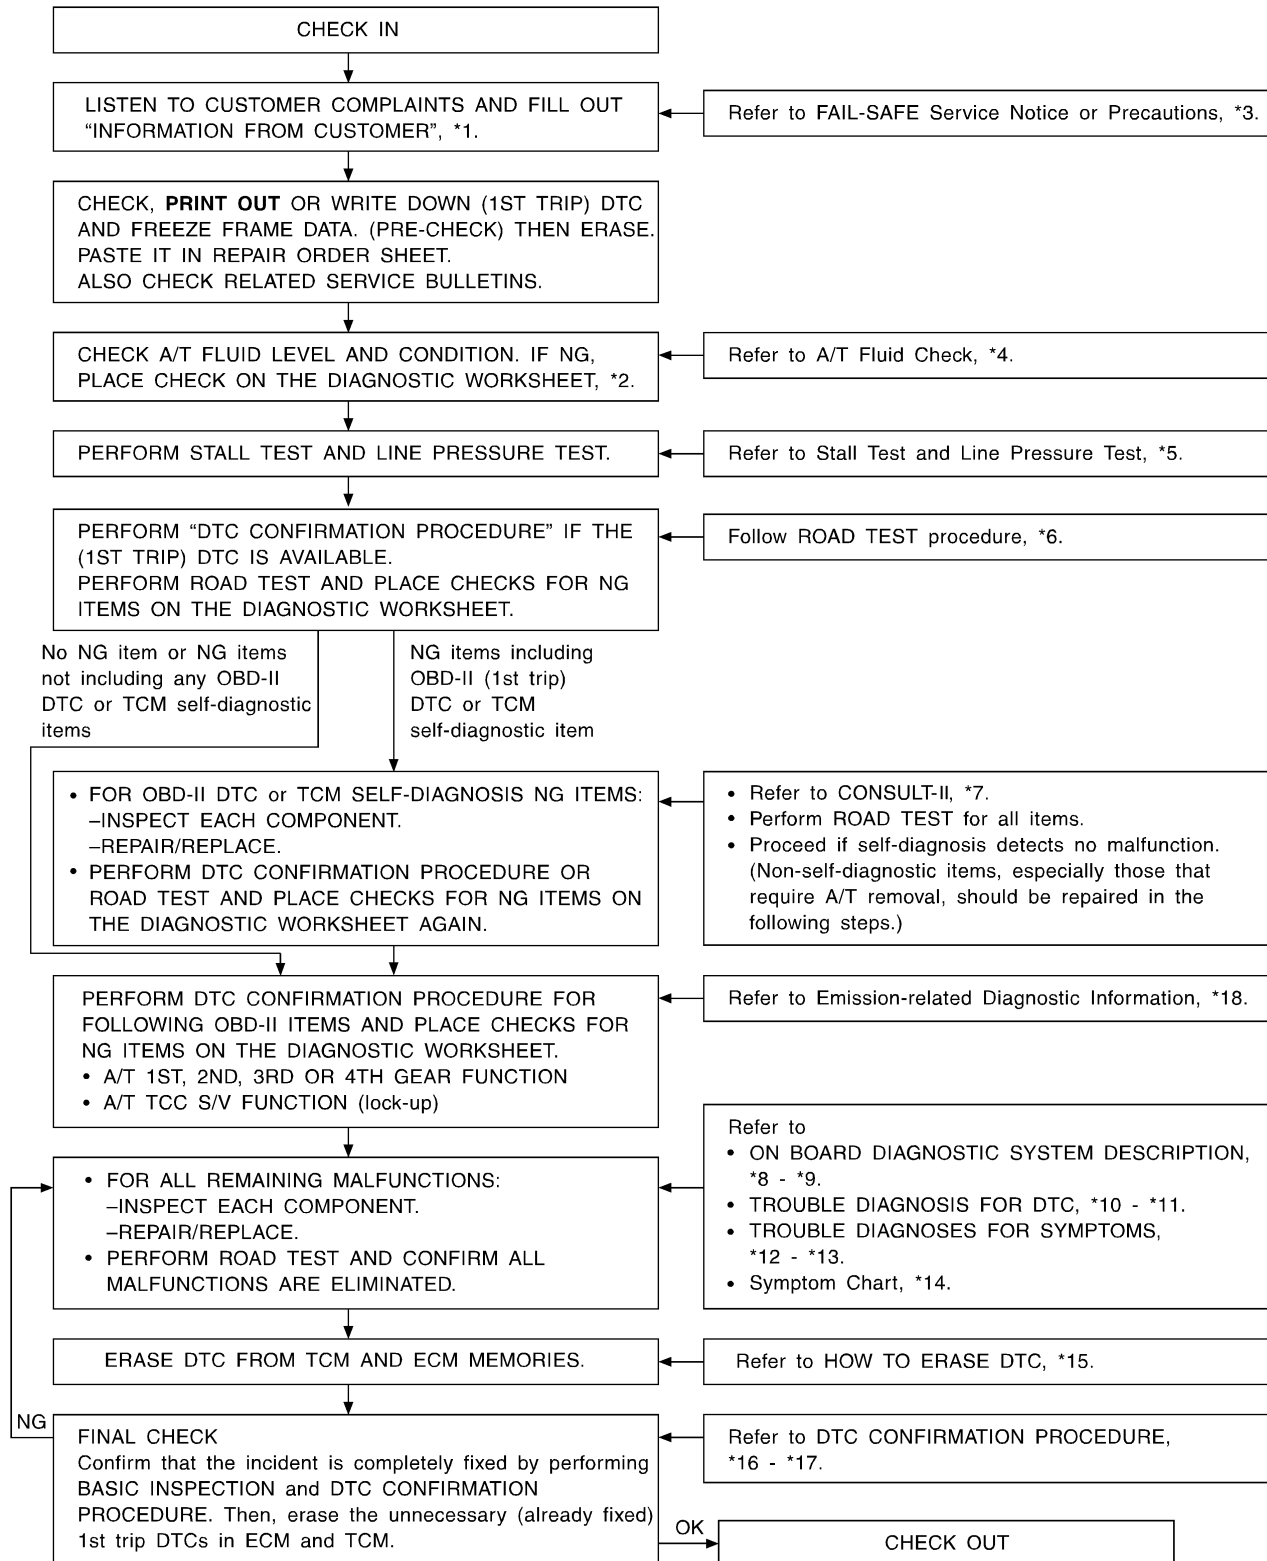 CHECK IN
LISTEN TO CUSTOMER COMPLAINTS AND FILL OUT
“INFORMATION FROM CUSTOMER”, *1.
Refer to FAIL-SAFE Service Notice or Precautions, *3.
CHECK, PRINT OUT OR WRITE DOWN (1ST TRIP) DTC
AND FREEZE FRAME DATA. (PRE-CHECK) THEN ERASE.
PASTE IT IN REPAIR ORDER SHEET.
ALSO CHECK RELATED SERVICE BULLETINS.
CHECK A/T FLUID LEVEL AND CONDITION. IF NG,
PLACE CHECK ON THE DIAGNOSTIC WORKSHEET, *2.
Refer to A/T Fluid Check, *4.
PERFORM STALL TEST AND LINE PRESSURE TEST.
Refer to Stall Test and Line Pressure Test, *5.
PERFORM “DTC CONFIRMATION PROCEDURE” IF THE
(1ST TRIP) DTC IS AVAILABLE.
PERFORM ROAD TEST AND PLACE CHECKS FOR NG
ITEMS ON THE DIAGNOSTIC WORKSHEET.
Follow ROAD TEST procedure, *6.
No NG item or NG items
not including any OBD-II
DTC or TCM self-diagnostic
items
NG items including
OBD-II (1st trip)
DTC or TCM
self-diagnostic item
• FOR OBD-II DTC or TCM SELF-DIAGNOSIS NG ITEMS:
–INSPECT EACH COMPONENT.
–REPAIR/REPLACE.
• PERFORM DTC CONFIRMATION PROCEDURE OR
ROAD TEST AND PLACE CHECKS FOR NG ITEMS ON
THE DIAGNOSTIC WORKSHEET AGAIN.
• Refer to CONSULT-II, *7.
• Perform ROAD TEST for all items.
• Proceed if self-diagnosis detects no malfunction.
(Non-self-diagnostic items, especially those that
require A/T removal, should be repaired in the
following steps.)
PERFORM DTC CONFIRMATION PROCEDURE FOR
FOLLOWING OBD-II ITEMS AND PLACE CHECKS FOR
NG ITEMS ON THE DIAGNOSTIC WORKSHEET.
• A/T 1ST, 2ND, 3RD OR 4TH GEAR FUNCTION
• A/T TCC S/V FUNCTION (lock-up)
Refer to Emission-related Diagnostic Information, *18.
• FOR ALL REMAINING MALFUNCTIONS:
–INSPECT EACH COMPONENT.
–REPAIR/REPLACE.
• PERFORM ROAD TEST AND CONFIRM ALL
MALFUNCTIONS ARE ELIMINATED.
Refer to
• ON BOARD DIAGNOSTIC SYSTEM DESCRIPTION,
*8 - *9.
• TROUBLE DIAGNOSIS FOR DTC, *10 - *11.
• TROUBLE DIAGNOSES FOR SYMPTOMS,
*12 - *13.
• Symptom Chart, *14.
ERASE DTC FROM TCM AND ECM MEMORIES.
Refer to HOW TO ERASE DTC, *15.
NG
FINAL CHECK
Confirm that the incident is completely fixed by performing
BASIC INSPECTION and DTC CONFIRMATION
PROCEDURE. Then, erase the unnecessary (already fixed)
1st trip DTCs in ECM and TCM.
Refer to DTC CONFIRMATION PROCEDURE,
*16 - *17.
OK
CHECK OUT